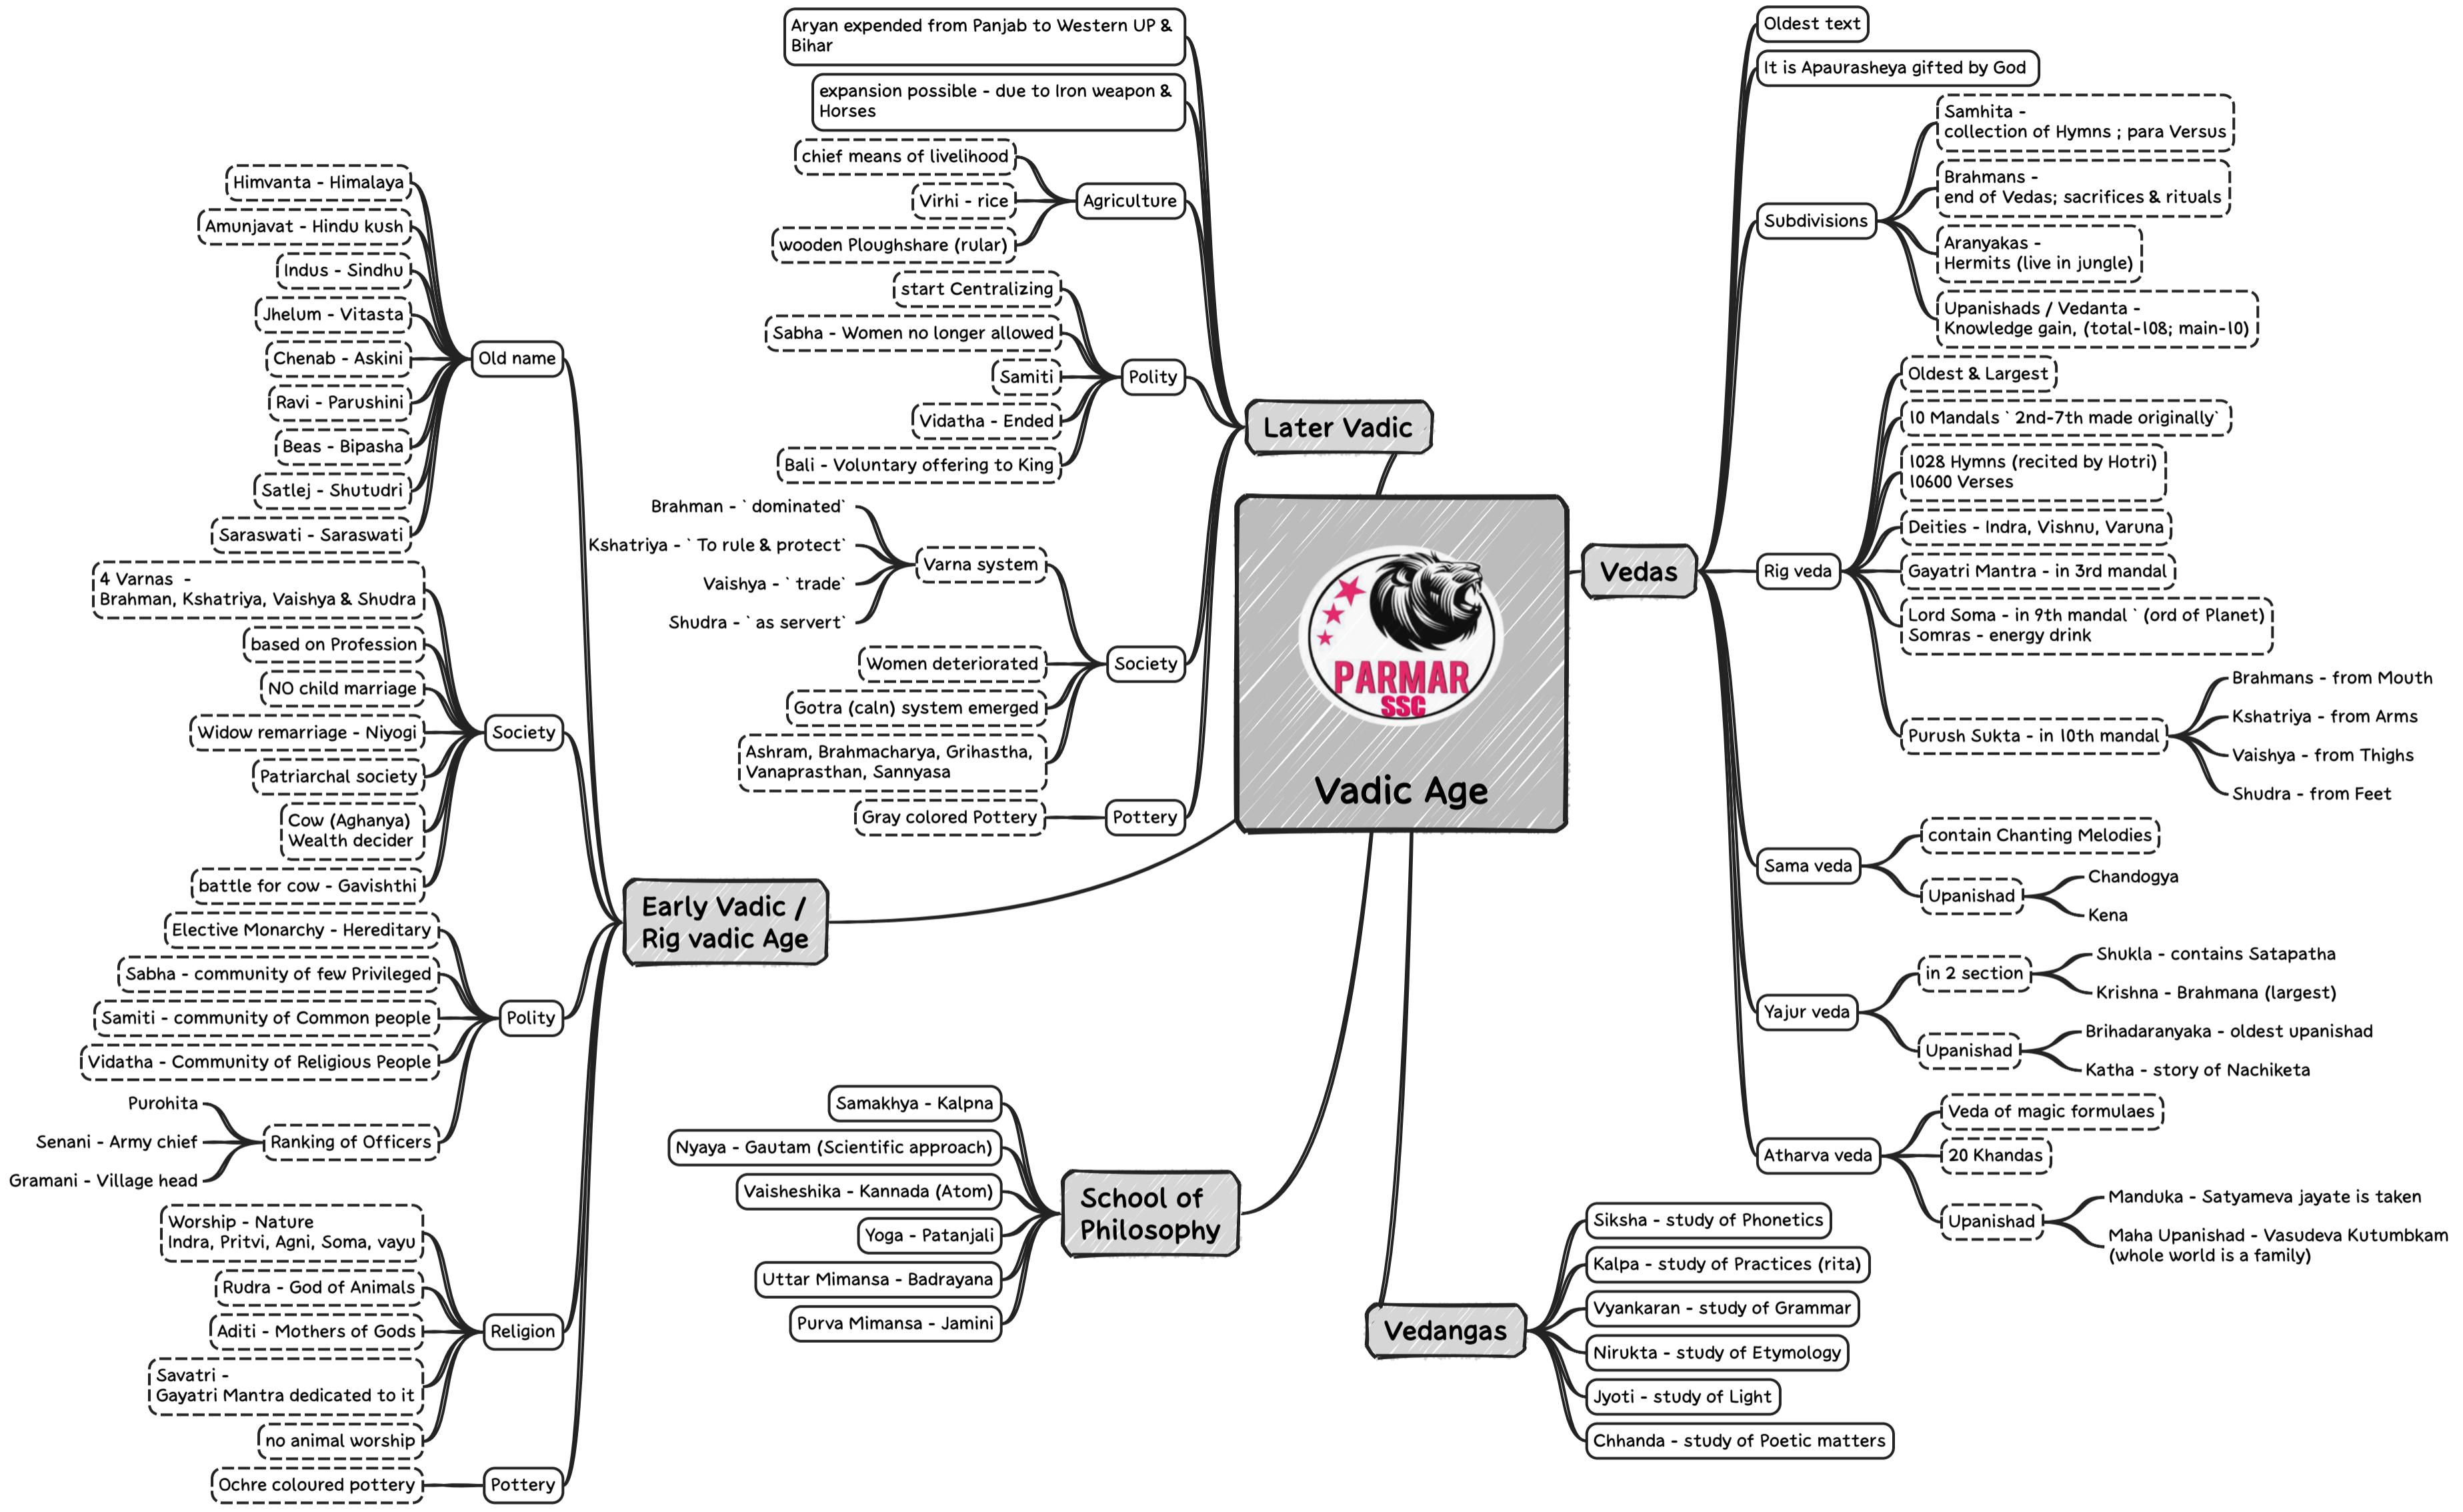 Vadic Age
PARMAR
SSC
Vedas
Oldest text
It is Apaurasheya gifted by God
Subdivisions
Samhita -
collection of Hymns ; para Versus
Brahmans -
end of Vedas; sacrifices & rituals
Aranyakas -
Hermits (live in jungle)
Upanishads / Vedanta -
Knowledge gain, (total-108; main-10)
Rig veda
Oldest & Largest
10 Mandals ` 2nd-7th made originally`
1028 Hymns (recited by Hotri)
10600 Verses
Deities - Indra, Vishnu, Varuna
Gayatri Mantra - in 3rd mandal
Lord Soma - in 9th mandal ` (ord of Planet)
Somras - energy drink
Purush Sukta - in 10th mandal
Brahmans - from Mouth
Kshatriya - from Arms
Vaishya - from Thighs
Shudra - from Feet
Sama veda
contain Chanting Melodies
Upanishad
Chandogya
Kena
Yajur veda
in 2 section
Shukla - contains Satapatha
Krishna - Brahmana (largest)
Upanishad
Brihadaranyaka - oldest upanishad
Katha - story of Nachiketa
Atharva veda
Veda of magic formulaes
20 Khandas
Upanishad
Manduka - Satyameva jayate is taken
Maha Upanishad - Vasudeva Kutumbkam
(whole world is a family)
Vedangas
Siksha - study of Phonetics
Kalpa - study of Practices (rita)
Vyankaran - study of Grammar
Nirukta - study of Etymology
Jyoti - study of Light
Chhanda - study of Poetic matters
School of
Philosophy
Samakhya - Kalpna
Nyaya - Gautam (Scientific approach)
Vaisheshika - Kannada (Atom)
Yoga - Patanjali
Uttar Mimansa - Badrayana
Purva Mimansa - Jamini
Early Vadic /
Rig vadic Age
Old name
Himvanta - Himalaya
Amunjavat - Hindu kush
Indus - Sindhu
Jhelum - Vitasta
Chenab - Askini
Ravi - Parushini
Beas - Bipasha
Satlej - Shutudri
Saraswati - Saraswati
Society
4 Varnas -
Brahman, Kshatriya, Vaishya & Shudra
based on Profession
NO child marriage
Widow remarriage - Niyogi
Patriarchal society
Cow (Aghanya)
Wealth decider
battle for cow - Gavishthi
Polity
Elective Monarchy - Hereditary
Sabha - community of few Privileged
Samiti - community of Common people
Vidatha - Community of Religious People
Ranking of Officers
Purohita
Senani - Army chief
Gramani - Village head
Religion
Worship - Nature
Indra, Pritvi, Agni, Soma, vayu
Rudra - God of Animals
Aditi - Mothers of Gods
Savatri -
Gayatri Mantra dedicated to it
no animal worship
Pottery
Ochre coloured pottery
Later Vadic
Aryan expended from Panjab to Western UP &
Bihar
expansion possible - due to Iron weapon &
Horses
Agriculture
chief means of livelihood
Virhi - rice
wooden Ploughshare (rular)
Polity
start Centralizing
Sabha - Women no longer allowed
Samiti
Vidatha - Ended
Bali - Voluntary offering to King
Society
Varna system
Brahman - ` dominated`
Kshatriya - ` To rule & protect`
Vaishya - ` trade`
Shudra - ` as servert`
Women deteriorated
Gotra (caln) system emerged
Ashram, Brahmacharya, Grihastha,
Vanaprasthan, Sannyasa
Pottery
Gray colored Pottery